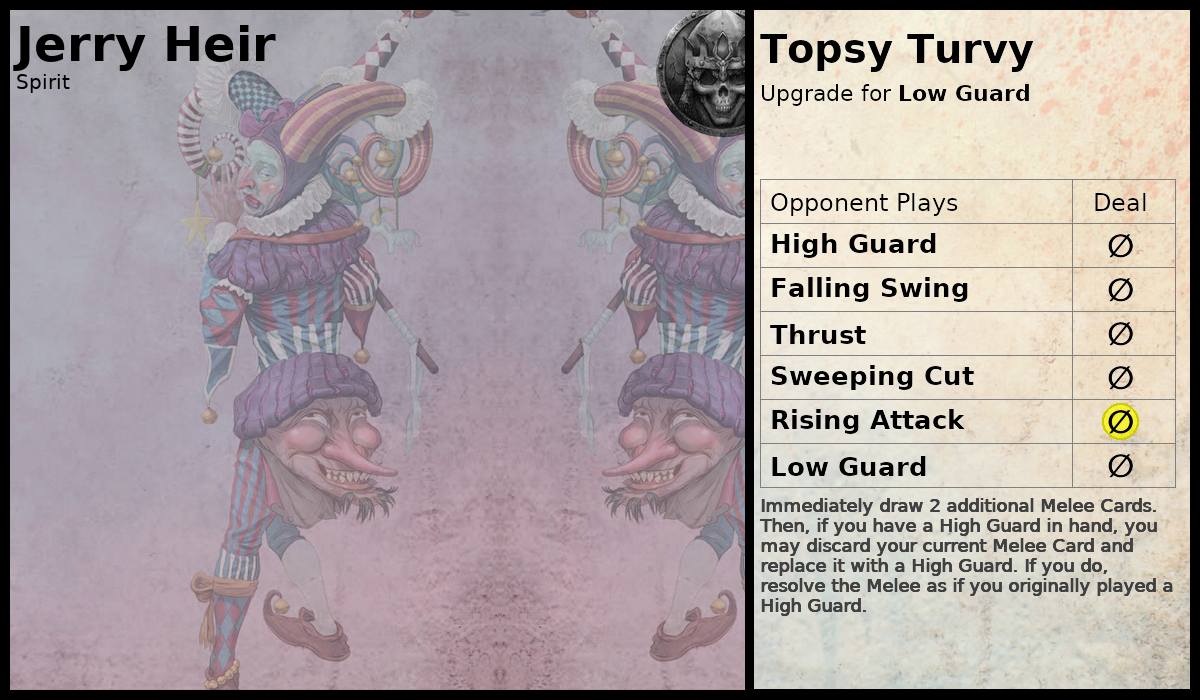 Jerry Heir
Spirit
Topsy Turvy
Upgrade for Low Guard
Opponent Plays Deal
High Guard ∅
Falling Swing ∅
Thrust ∅
Sweeping Cut ∅
Rising Attack ∅
Low Guard ∅
Immediately draw 2 additional Melee Cards.
Then, if you have a High Guard in hand, you
may discard your current Melee Card and
replace it with a High Guard. If you do,
resolve the Melee as if you originally played a
High Guard.